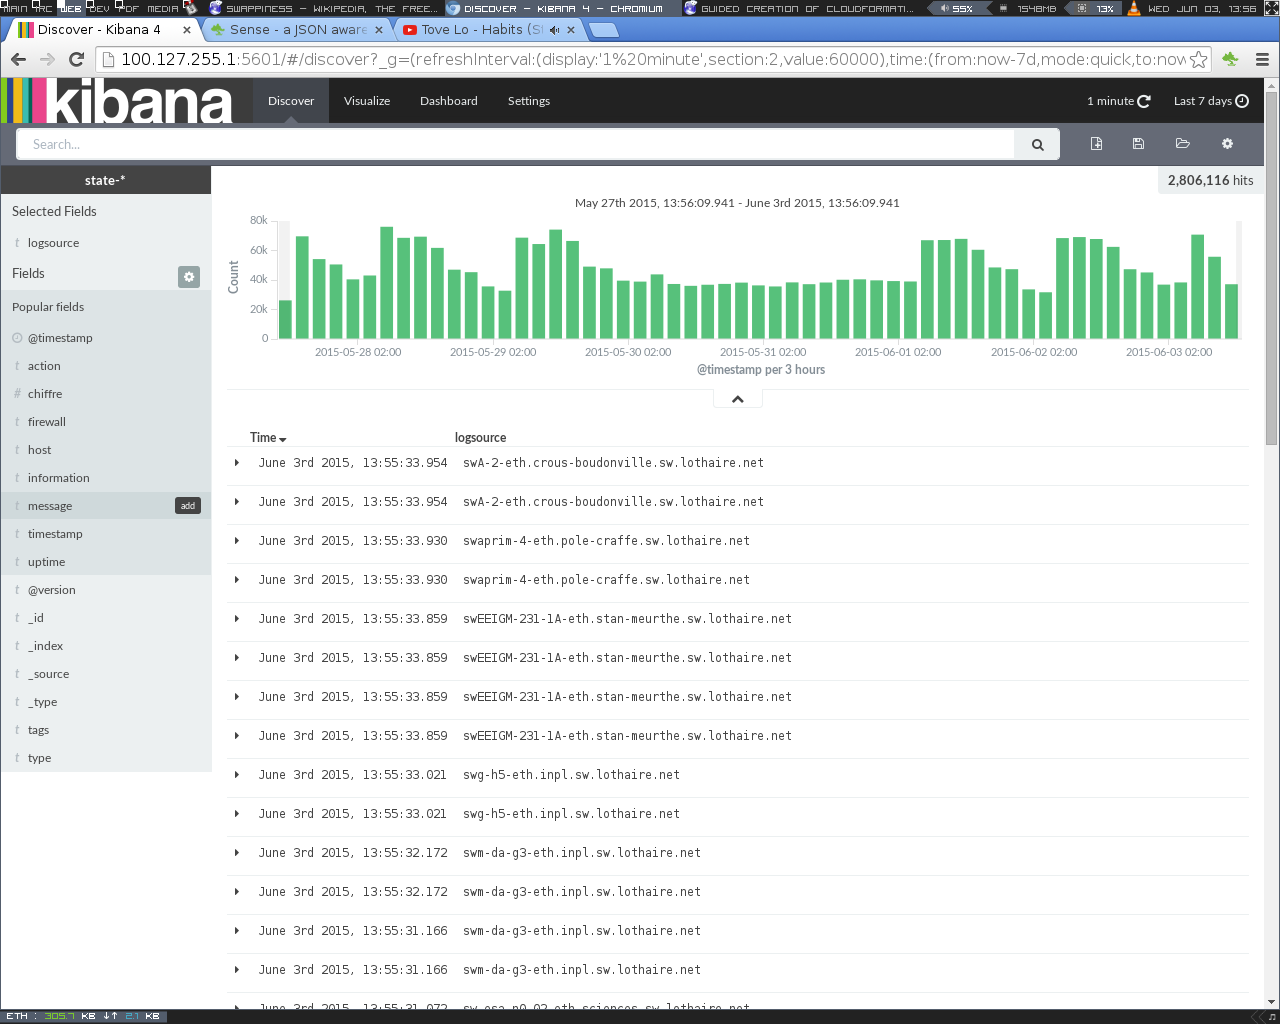 MAIN ARC WEB DEV PDF MEDIA SWAPPINESS – WIKIPEDIA, THE FREE... DISCOVER – KIBANA 4 – CHROMIUM GUIDED CREATION OF CLOUDFORMATI... 55% 1548MB 13% WED JUN 03, 13:56
Discover - Kibana 4 Sense - a JSON aware Tove Lo - Habits (S
100.127.255.1:5601/#/discover?_g=(refreshInterval:(display:'1%20minute',section:2,value:60000),time:(from:now-7d,mode:quick,to:now
kibana Discover Visualize Dashboard Settings 1 minute Last 7 days
Search...
state-*
2,806,116 hits
Selected Fields
t logsource
Fields
Popular fields
@timestamp
t action
# chiffre
t firewall
t host
t information
t message add
t timestamp
t uptime
t @version
t _id
t _index
t _source
t _type
t tags
t type
May 27th 2015, 13:56:09.941 - June 3rd 2015, 13:56:09.941
Count
80k
60k
40k
20k
0
2015-05-28 02:00 2015-05-29 02:00 2015-05-30 02:00 2015-05-31 02:00 2015-06-01 02:00 2015-06-02 02:00 2015-06-03 02:00
@timestamp per 3 hours
Time logsource
June 3rd 2015, 13:55:33.954 swA-2-eth.crous-boudonville.sw.lothaire.net
June 3rd 2015, 13:55:33.954 swA-2-eth.crous-boudonville.sw.lothaire.net
June 3rd 2015, 13:55:33.930 swaprim-4-eth.pole-craffe.sw.lothaire.net
June 3rd 2015, 13:55:33.930 swaprim-4-eth.pole-craffe.sw.lothaire.net
June 3rd 2015, 13:55:33.859 swEEIGM-231-1A-eth.stan-meurthe.sw.lothaire.net
June 3rd 2015, 13:55:33.859 swEEIGM-231-1A-eth.stan-meurthe.sw.lothaire.net
June 3rd 2015, 13:55:33.859 swEEIGM-231-1A-eth.stan-meurthe.sw.lothaire.net
June 3rd 2015, 13:55:33.859 swEEIGM-231-1A-eth.stan-meurthe.sw.lothaire.net
June 3rd 2015, 13:55:33.021 swg-h5-eth.inpl.sw.lothaire.net
June 3rd 2015, 13:55:33.021 swg-h5-eth.inpl.sw.lothaire.net
June 3rd 2015, 13:55:32.172 swm-da-g3-eth.inpl.sw.lothaire.net
June 3rd 2015, 13:55:32.172 swm-da-g3-eth.inpl.sw.lothaire.net
June 3rd 2015, 13:55:31.166 swm-da-g3-eth.inpl.sw.lothaire.net
June 3rd 2015, 13:55:31.166 swm-da-g3-eth.inpl.sw.lothaire.net
June 3rd 2015, 13:55:31.072
ETH : 305.7 KB 2.1 KB